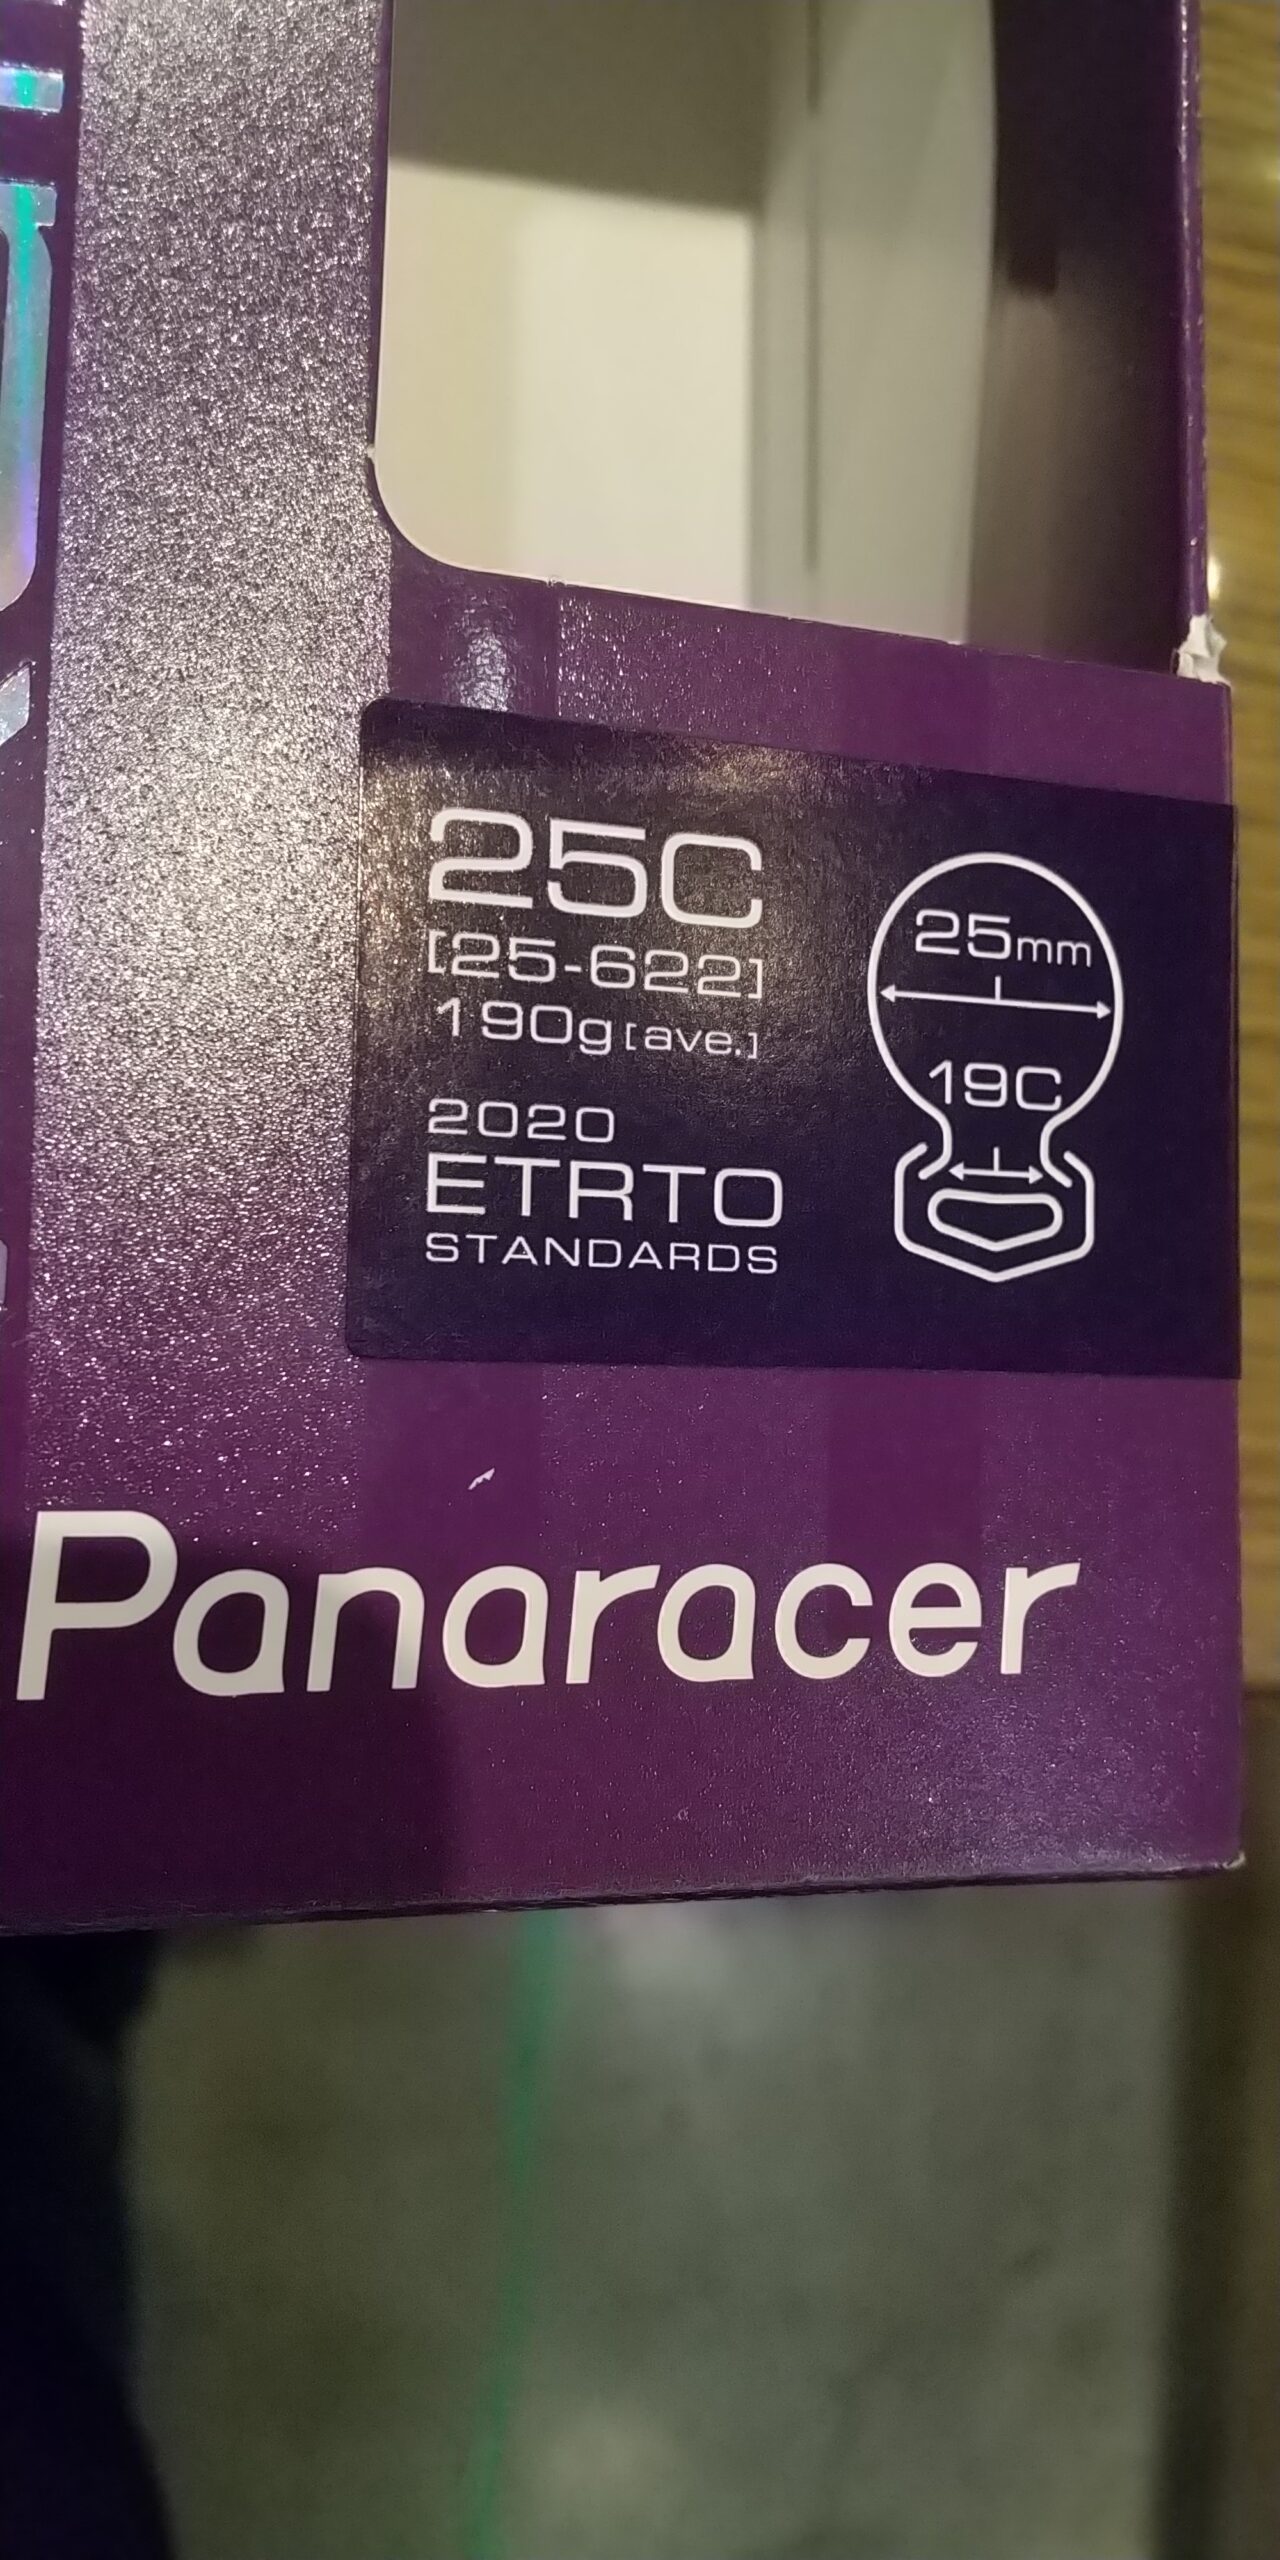 25C
[25-622]
190g [ave.]
2020
ETRTO
STANDARDS
25mm
19C
Panaracer